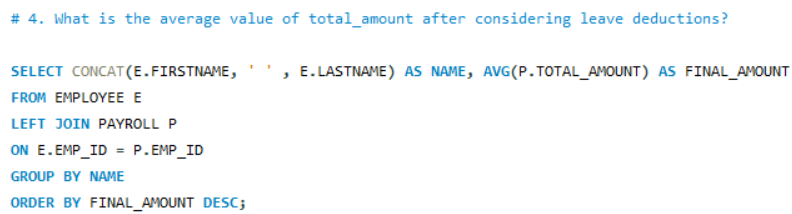 # 4. What is the average value of total_amount after considering leave deductions?
SELECT CONCAT(E.FIRSTNAME, ' ' , E.LASTNAME) AS NAME, AVG(P.TOTAL_AMOUNT) AS FINAL_AMOUNT
FROM EMPLOYEE E
LEFT JOIN PAYROLL P
ON E.EMP_ID = P.EMP_ID
GROUP BY NAME
ORDER BY FINAL_AMOUNT DESC;